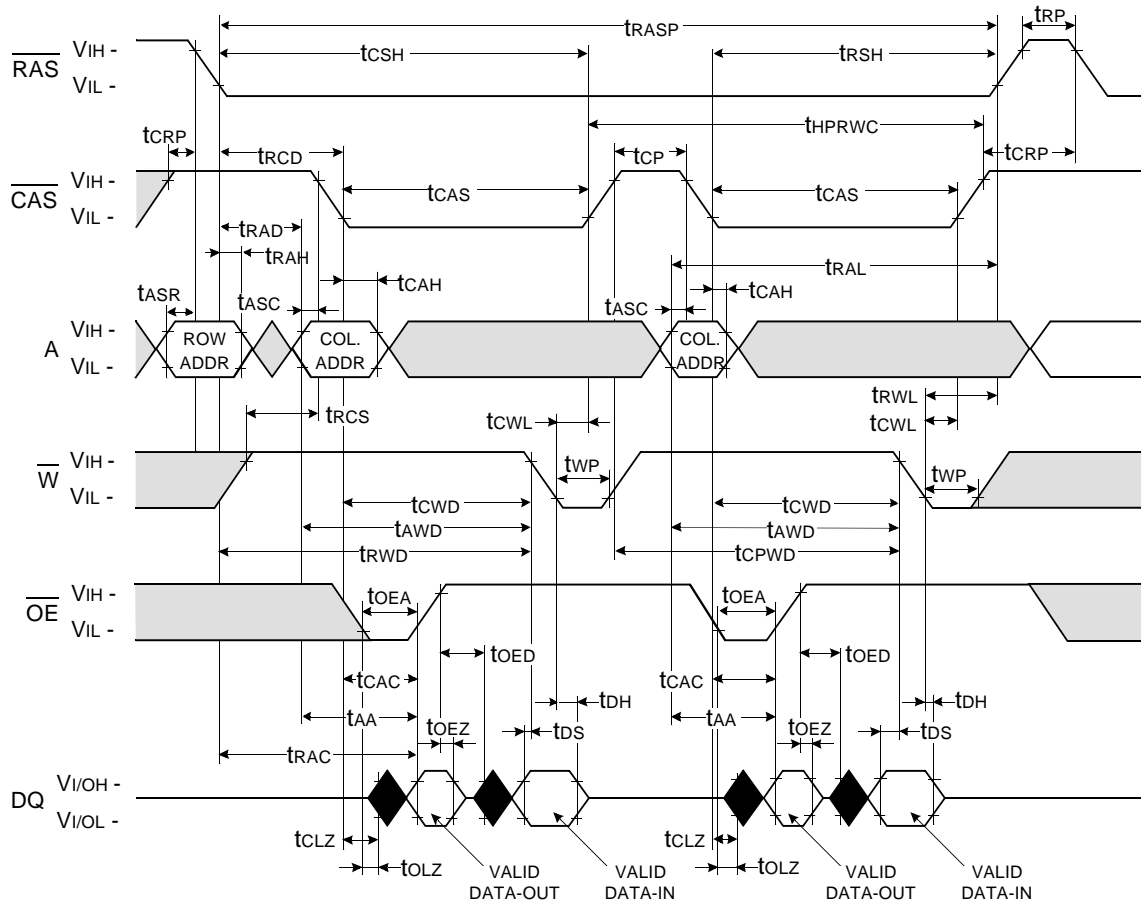 tRASP
tRP
tCSH
tRSH
RAS
VIH -
VIL -
tHPRWC
tCRP
tRCD
tCP
tCRP
CAS
VIH -
VIL -
tCAS
tCAS
tRAD
tRAH
tRAL
tCAH
tCAH
tASR
tASC
tASC
A
VIH -
VIL -
ROW
ADDR
COL.
ADDR
COL.
ADDR
tRWL
tRCS
tCWL
tCWL
W
VIH -
VIL -
tWP
tWP
tCWD
tCWD
tAWD
tAWD
tRWD
tCPWD
OE
VIH -
VIL -
tOEA
tOEA
tOED
tOED
tCAC
tCAC
tDH
tDH
tAA
tOEZ
tDS
tAA
tOEZ
tDS
tRAC
DQ
VI/OH -
VI/OL -
tCLZ
tCLZ
tOLZ
tOLZ
VALID
DATA-OUT
VALID
DATA-IN
VALID
DATA-OUT
VALID
DATA-IN